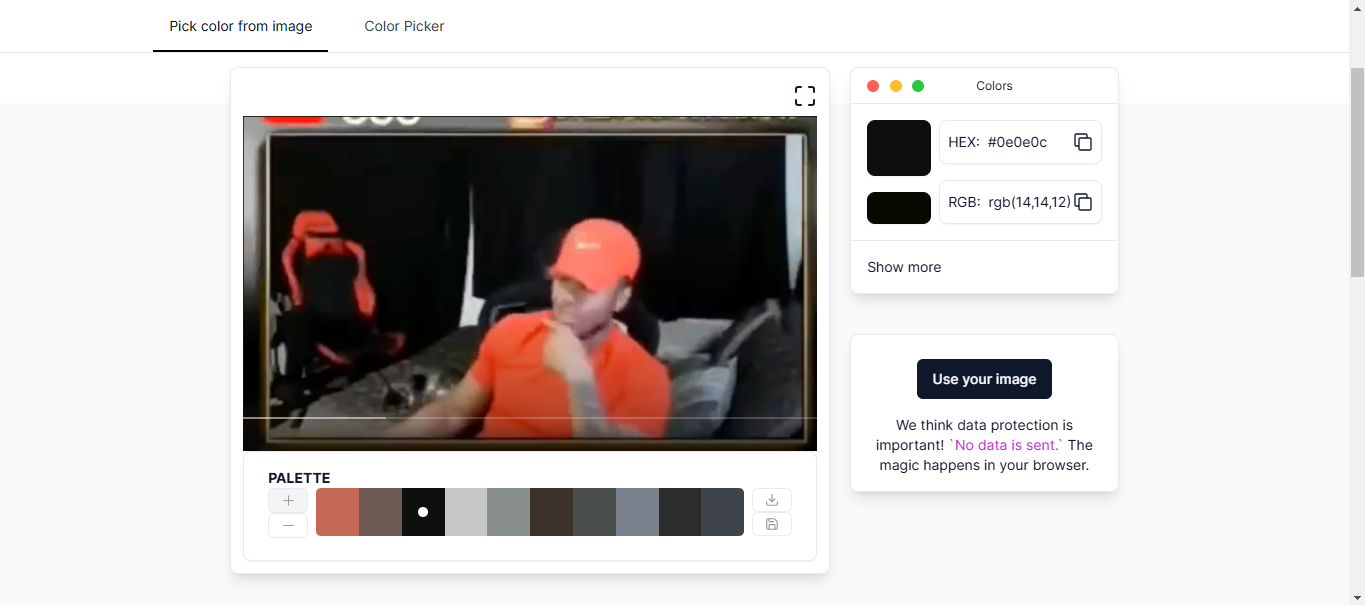 Pick color from image
Color Picker
Colors
HEX: #0e0e0c
RGB: rgb(14,14,12)
Show more
Use your image
We think data protection is
important! `No data is sent.` The
magic happens in your browser.
PALETTE